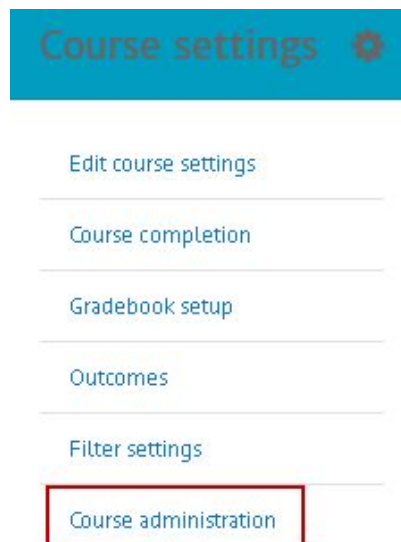 Course settings
Edit course settings
Course completion
Gradebook setup
Outcomes
Filter settings
Course administration